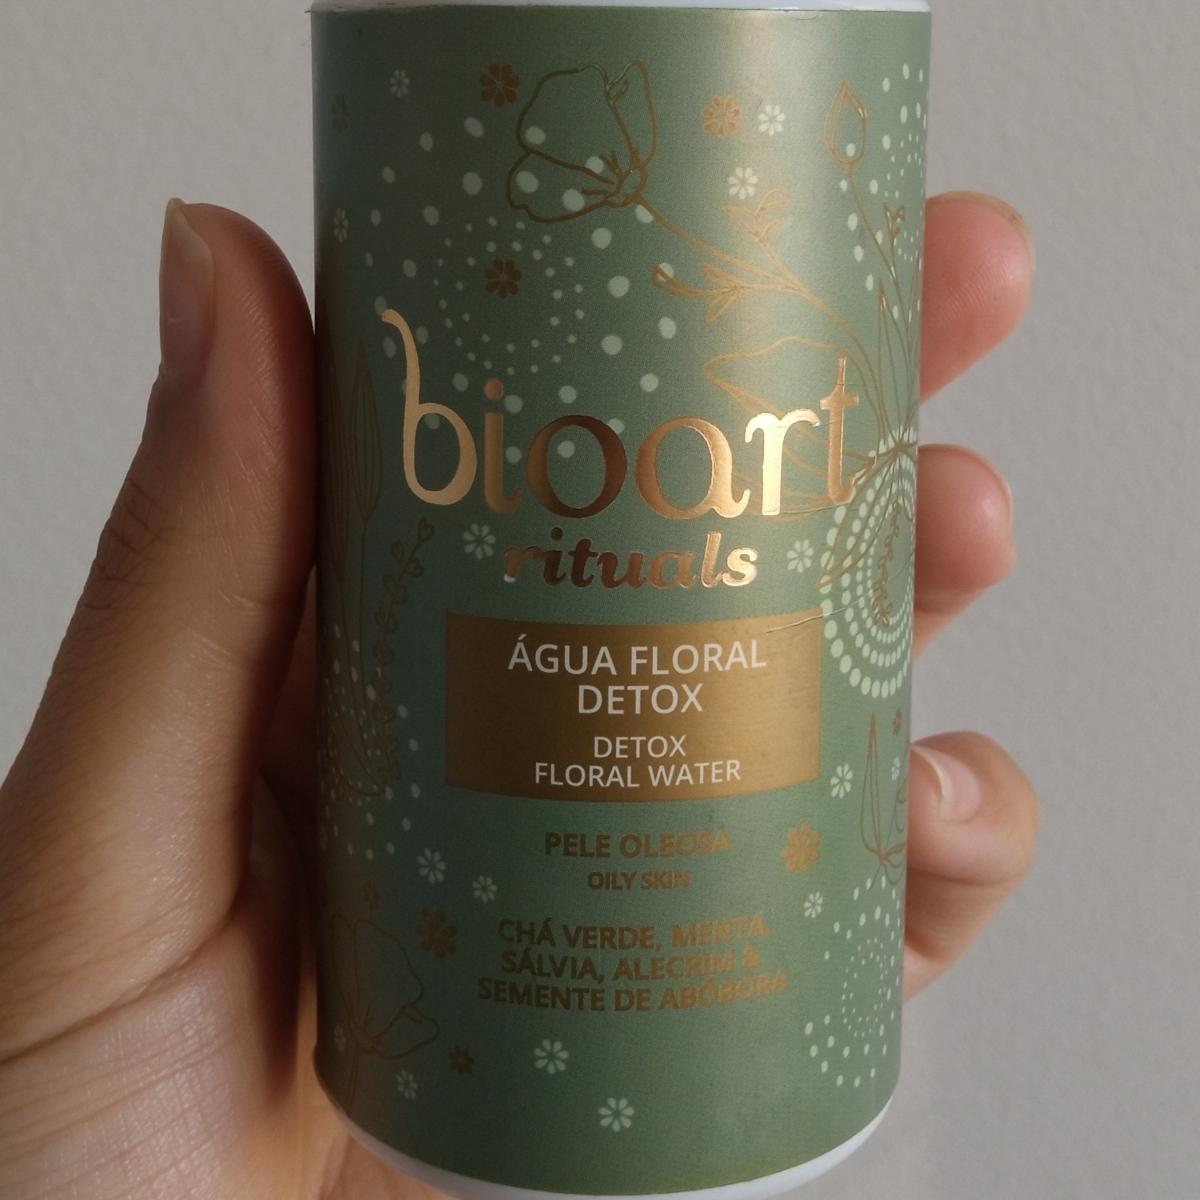 bioart
rituals
ÁGUA FLORAL
DETOX
DETOX
FLORAL WATER
PELE OLEOSA
OILY SKIN
CHÁ VERDE, MENTA,
SÁLVIA, ALECRIM &
SEMENTE DE ABÓBORA